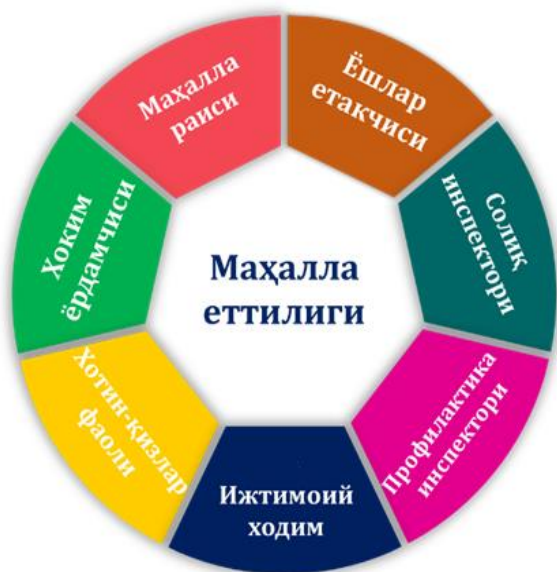 Маҳалла
раиси
Ёшлар
етакчиси
Солиқ
инспектори
Профилактика
инспектори
Ижтимоий
ходим
Хотин-қизлар
фаоли
Хоким
ёрдамчиси
Маҳалла
еттилиги